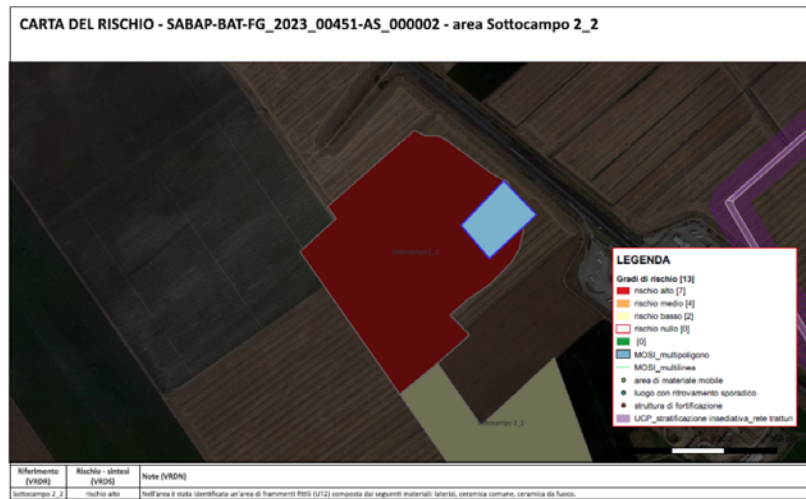 CARTA DEL RISCHIO - SABAP-BAT-FG_2023_00451-AS_000002 - area Sottocampo 2_2
LEGENDA
Gradi di rischio [13]
rischio alto [7]
rischio medio [4]
rischio basso [2]
rischio nullo [0]
[0]
MOSI_multipoligono
MOSI_multilinea
area di materiale mobile
luogo con ritrovamento sporadico
struttura di fortificazione
UCP_stratificazione insediativa_rete tratturi
Riferimento (VRDR)
Rischio - sintesi (VRDS)
Note (VRDN)
Sottocampo 2_2
rischio alto
Nell'area è stata identificata un'area di frammenti fittili (UT2) composta dai seguenti materiali: laterizi, ceramica comune, ceramica da fuoco.